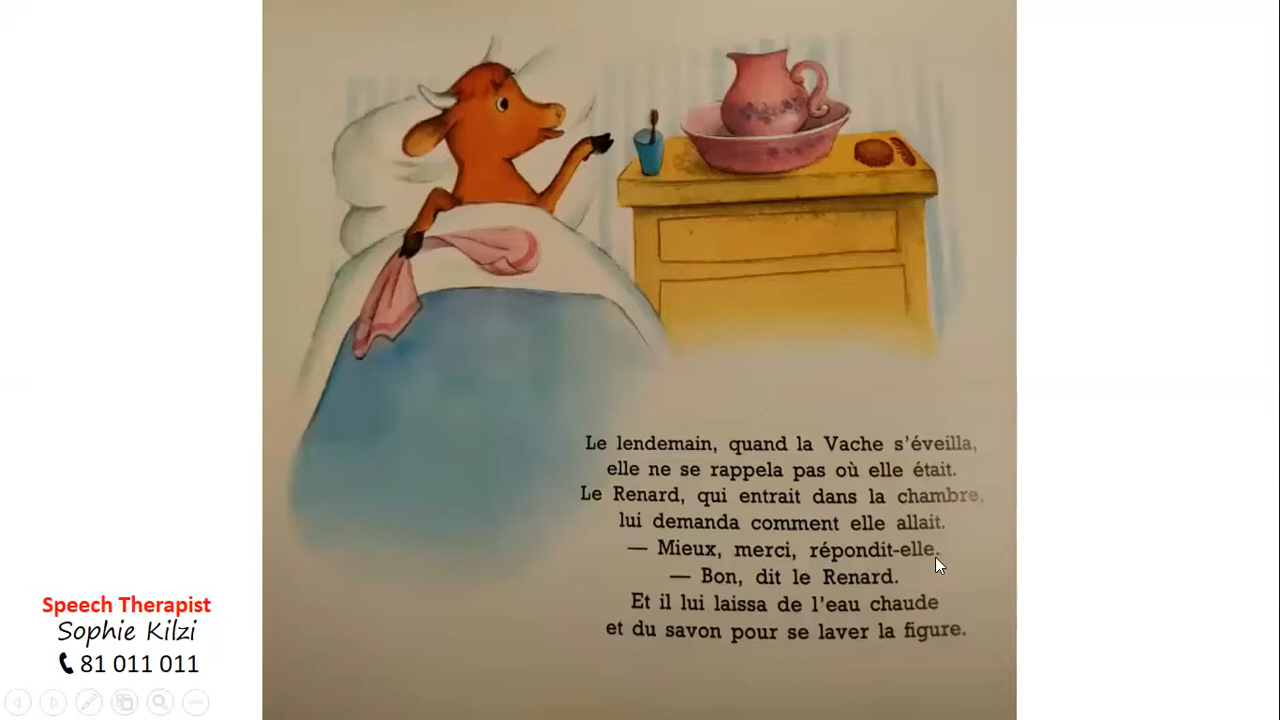 Le lendemain, quand la Vache s'éveilla,
elle ne se rappela pas où elle était.
Le Renard, qui entrait dans la chambre,
lui demanda comment elle allait.
— Mieux, merci, répondit-elle.
— Bon, dit le Renard.
Et il lui laissa de l'eau chaude
et du savon pour se laver la figure.
Speech Therapist
Sophie Kilzi
81 011 011